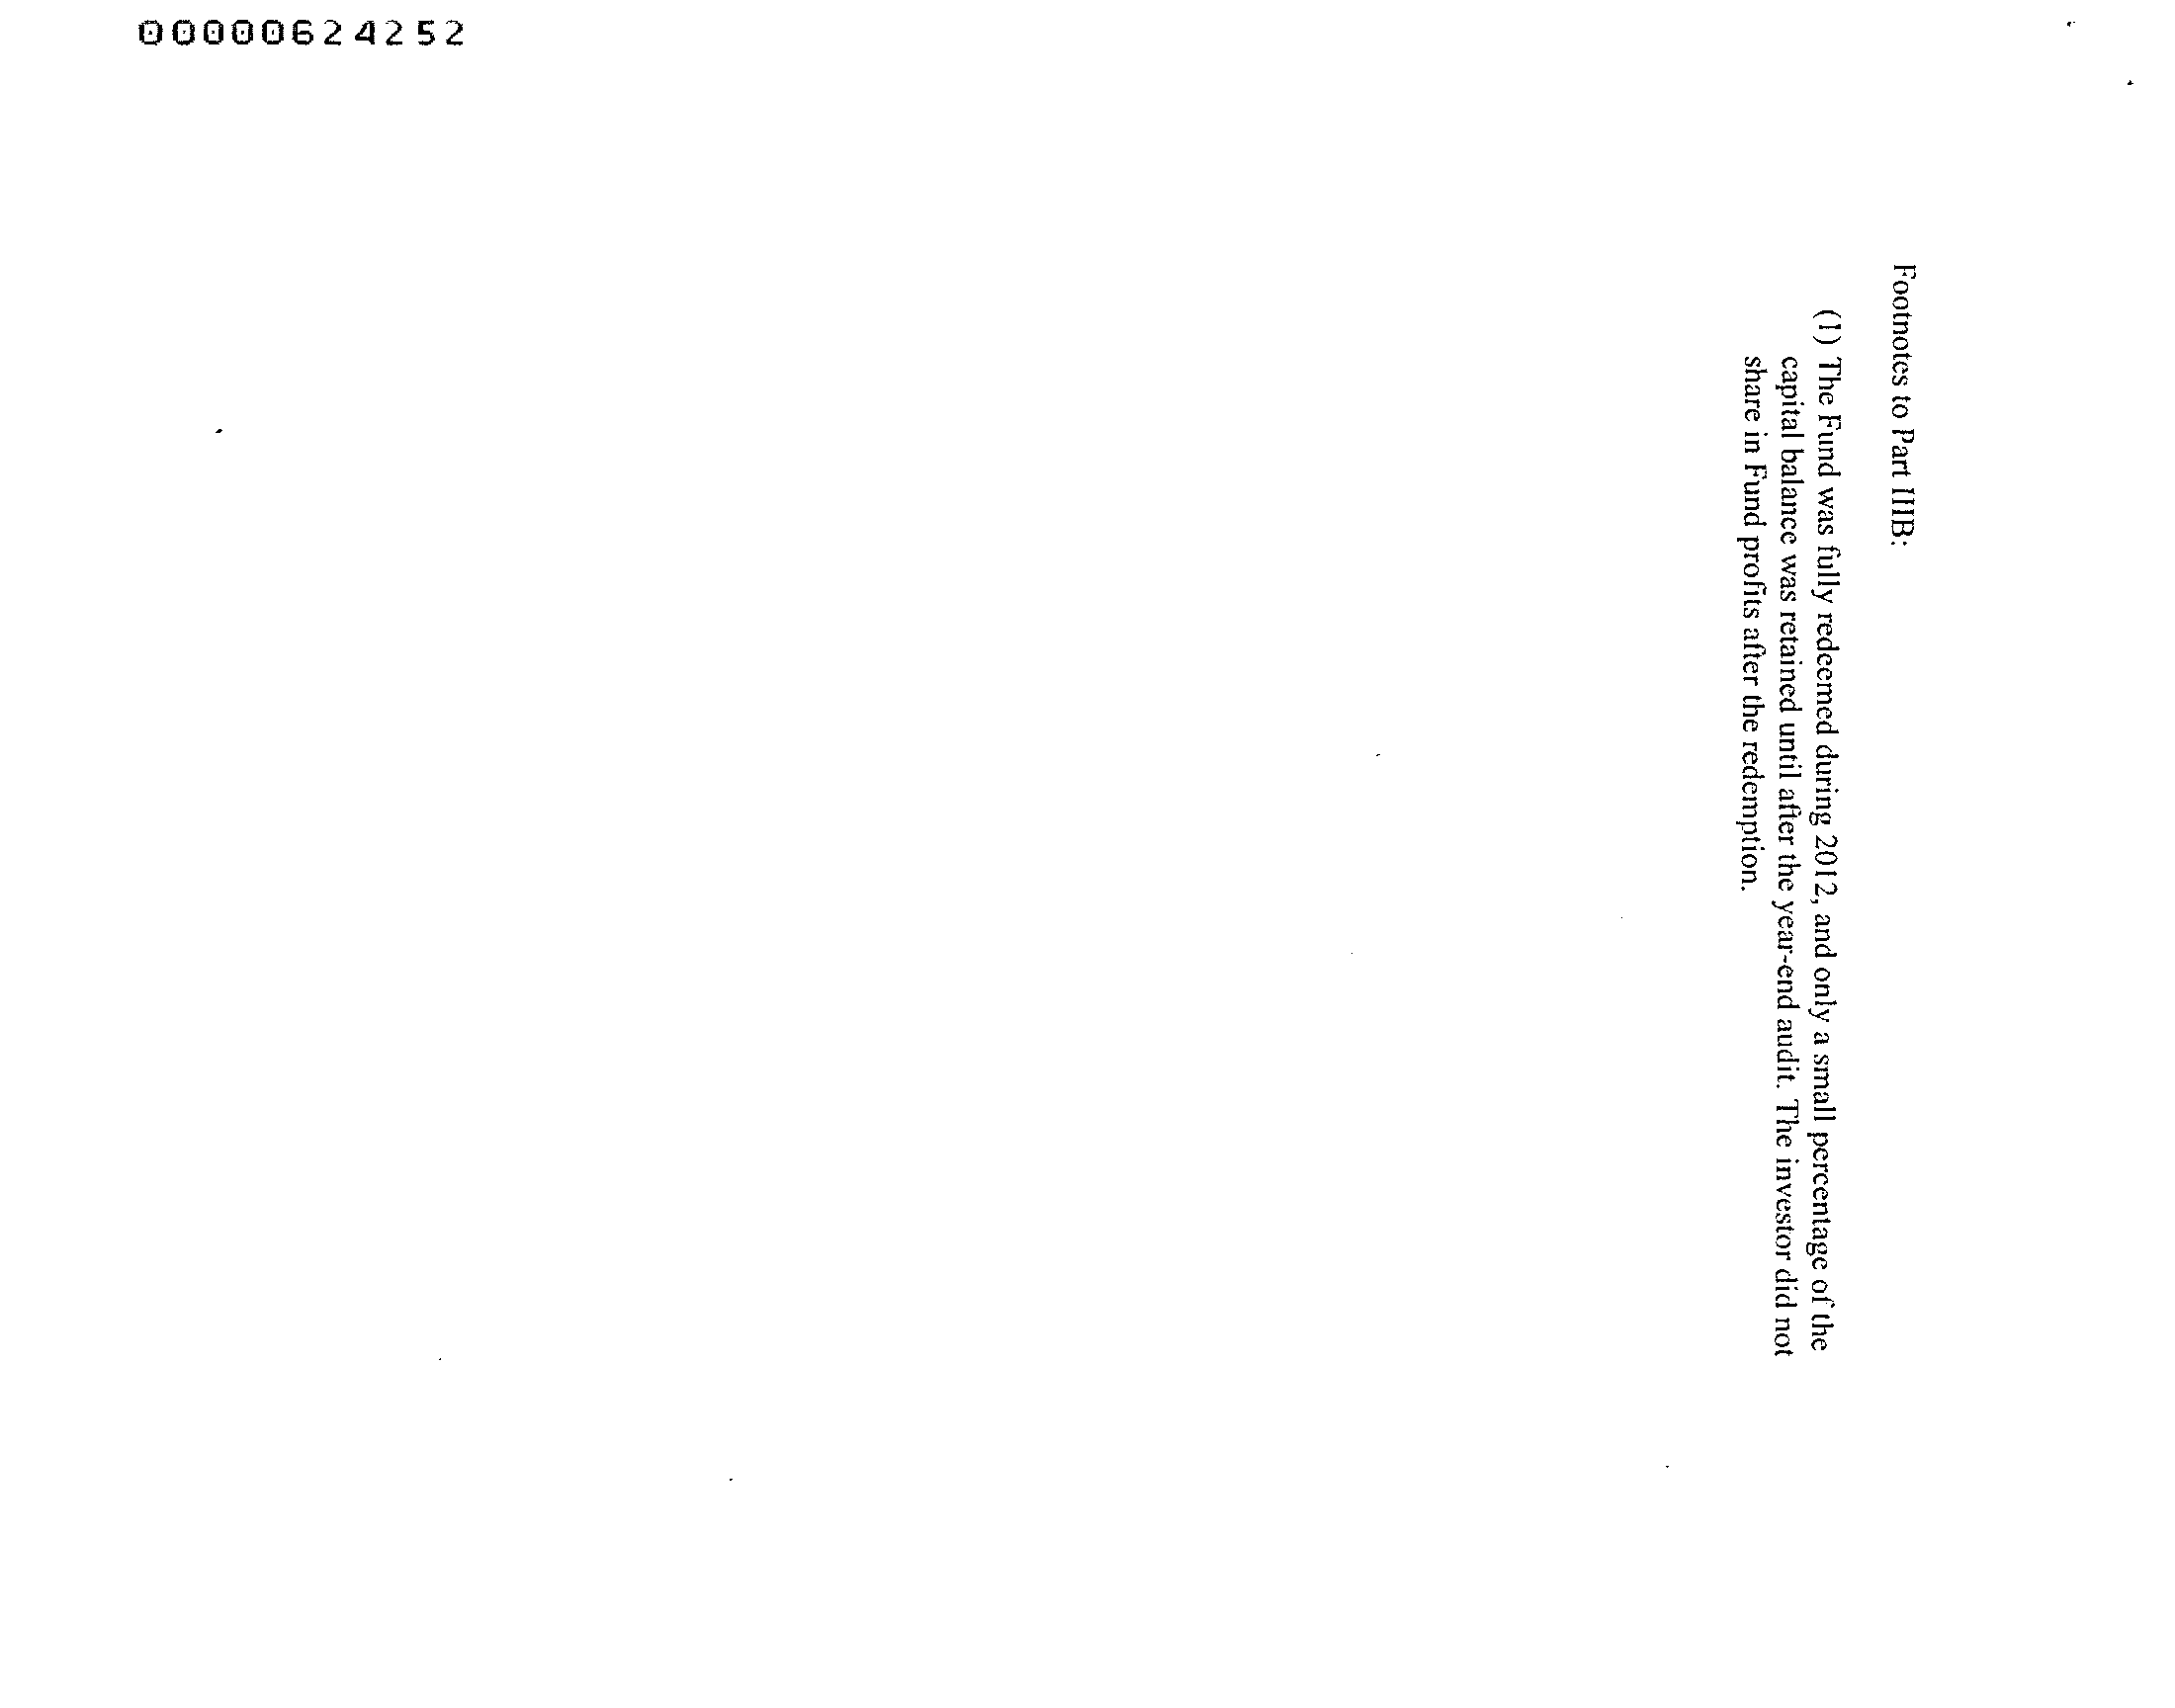 00000624252
Footnotes to Part IIIB:
(1) The Fund was fully redeemed during 2012, and only a small percentage of the
capital balance was retained until after the year-end audit. The investor did not
share in Fund profits after the redemption.